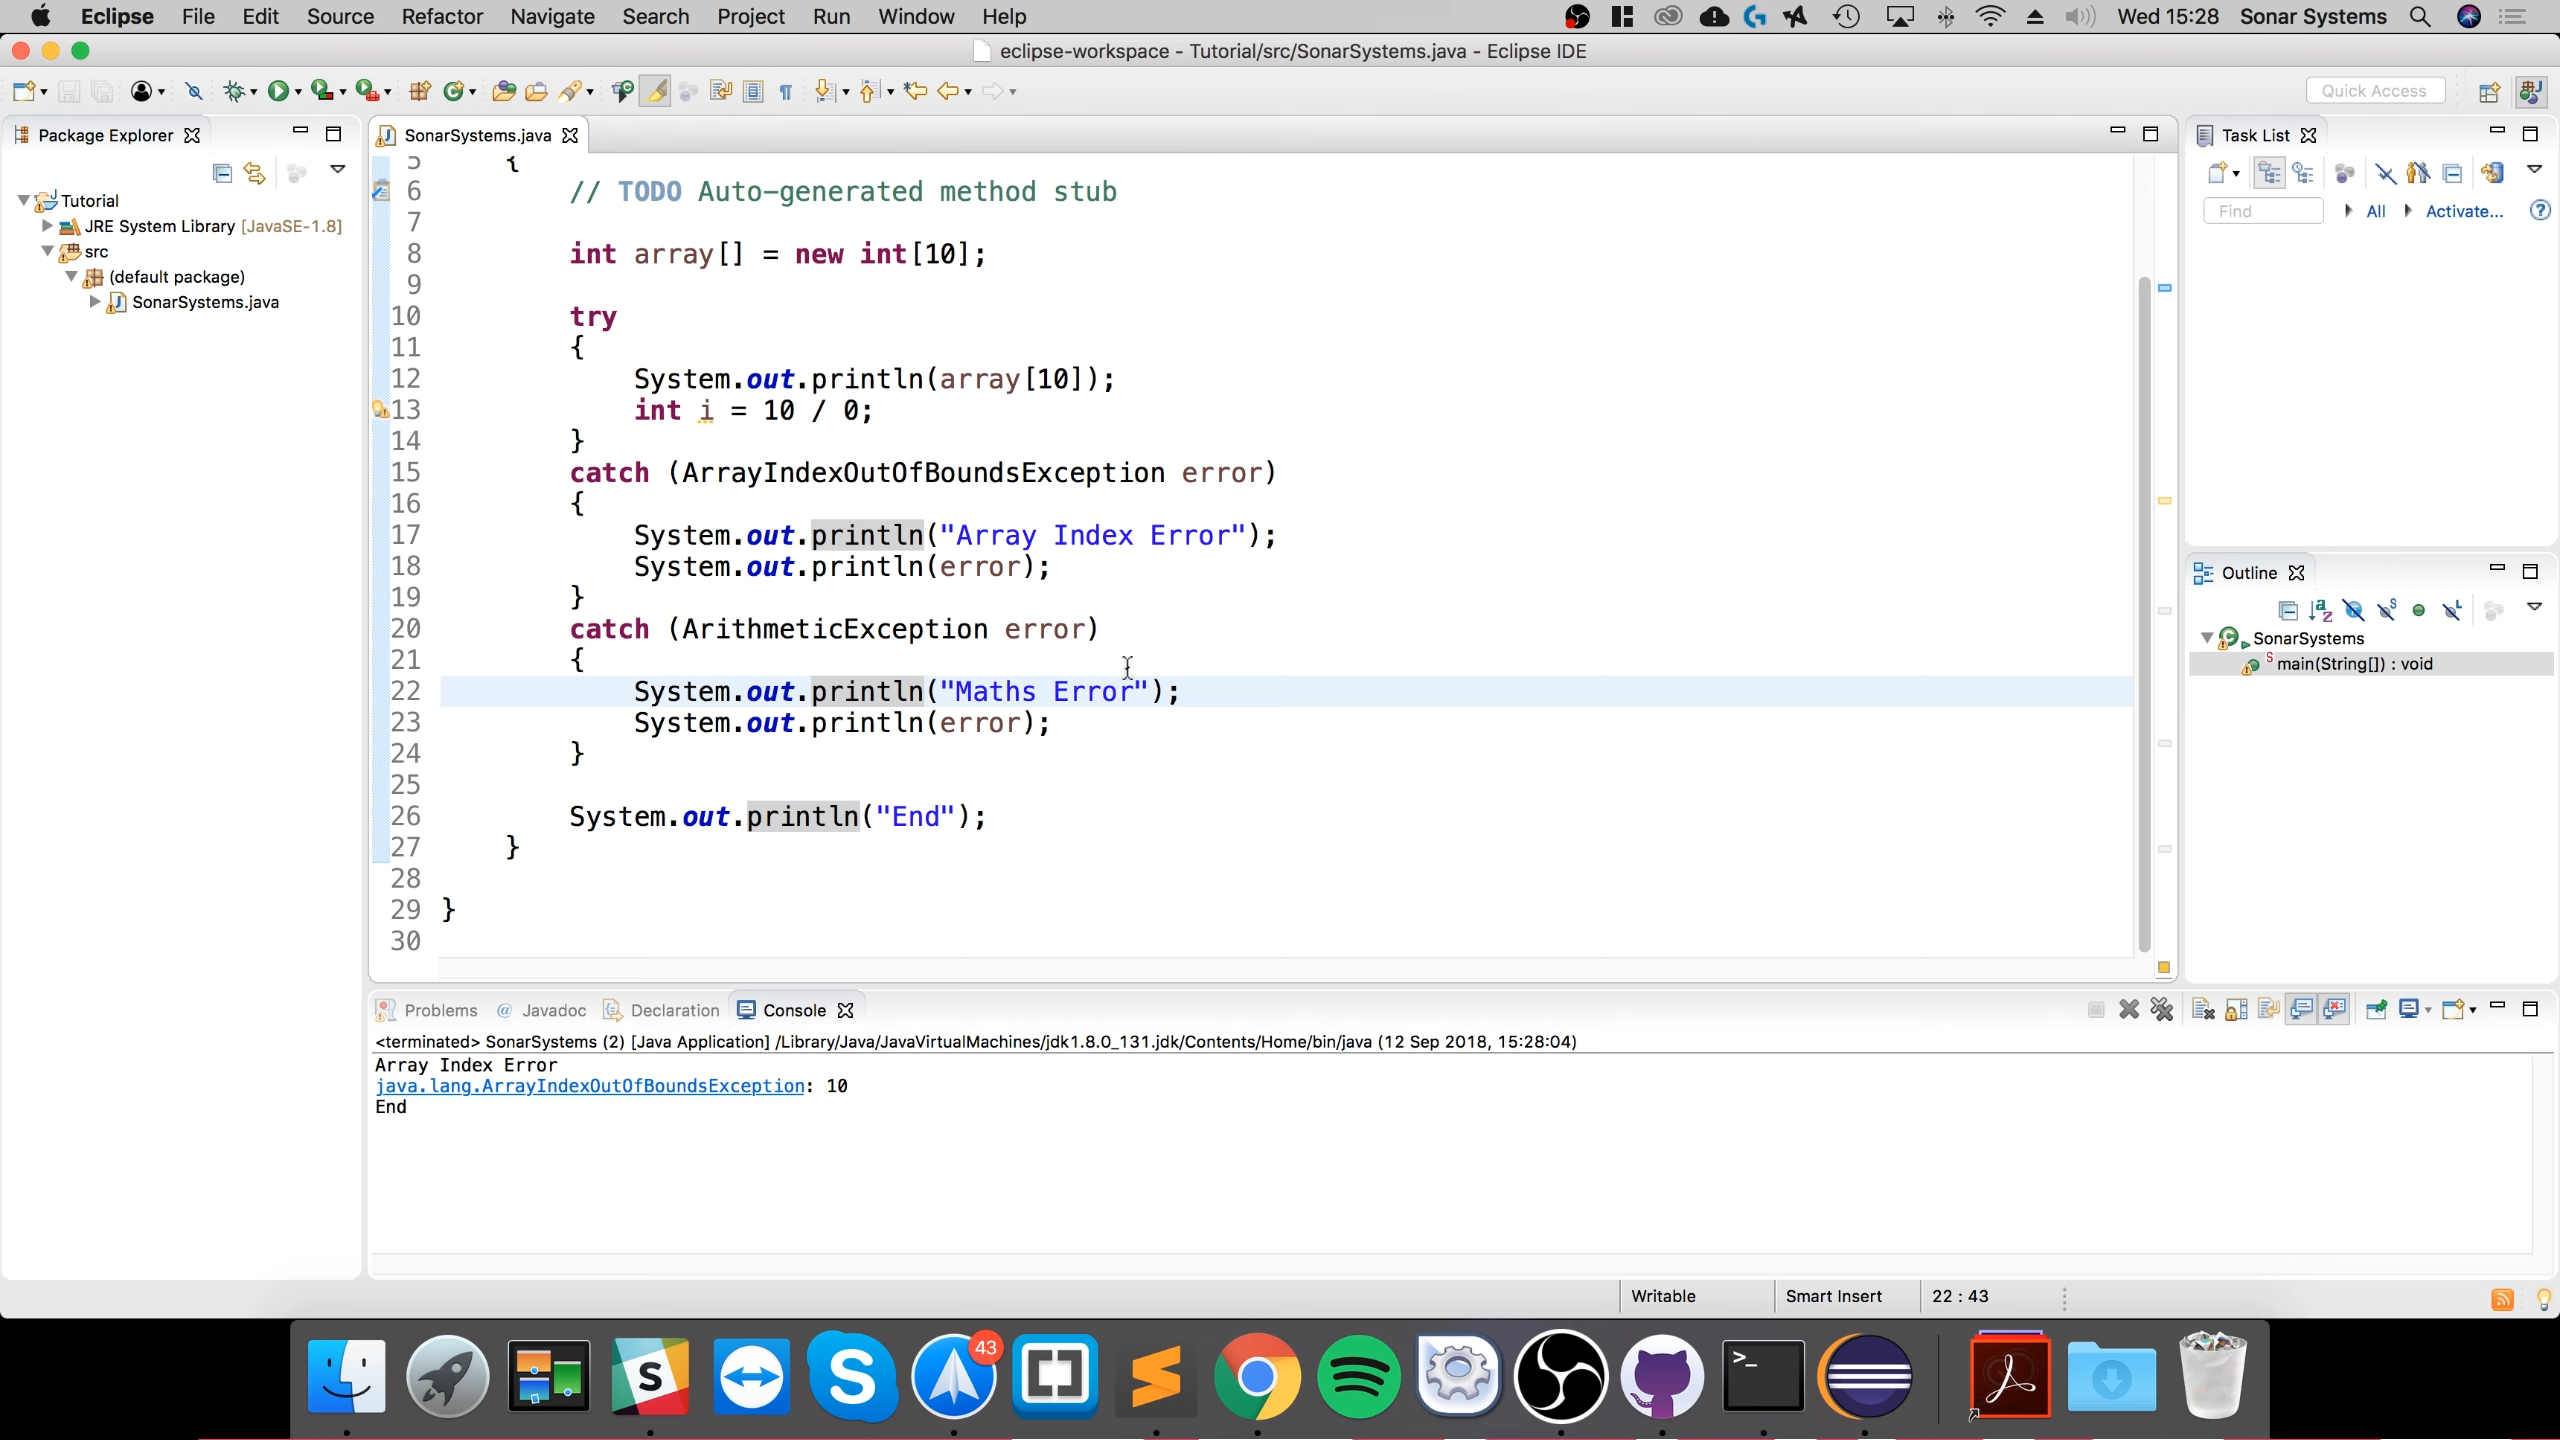 Eclipse File Edit Source Refactor Navigate Search Project Run Window Help Wed 15:28 Sonar Systems
eclipse-workspace - Tutorial/src/SonarSystems.java - Eclipse IDE
Quick Access
Package Explorer
Tutorial
JRE System Library [JavaSE-1.8]
src
(default package)
SonarSystems.java
SonarSystems.java
5 {
6 // TODO Auto-generated method stub
7
8 int array[] = new int[10];
9
10 try
11 {
12 System.out.println(array[10]);
13 int i = 10 / 0;
14 }
15 catch (ArrayIndexOutOfBoundsException error)
16 {
17 System.out.println("Array Index Error");
18 System.out.println(error);
19 }
20 catch (ArithmeticException error)
21 {
22 System.out.println("Maths Error");
23 System.out.println(error);
24 }
25
26 System.out.println("End");
27 }
28
29 }
30
Task List
Find All Activate...
Outline
SonarSystems
main(String[]) : void
Problems @ Javadoc Declaration Console
<terminated> SonarSystems (2) [Java Application] /Library/Java/JavaVirtualMachines/jdk1.8.0_131.jdk/Contents/Home/bin/java (12 Sep 2018, 15:28:04)
Array Index Error
java.lang.ArrayIndexOutOfBoundsException: 10
End
Writable Smart Insert 22 : 43
43